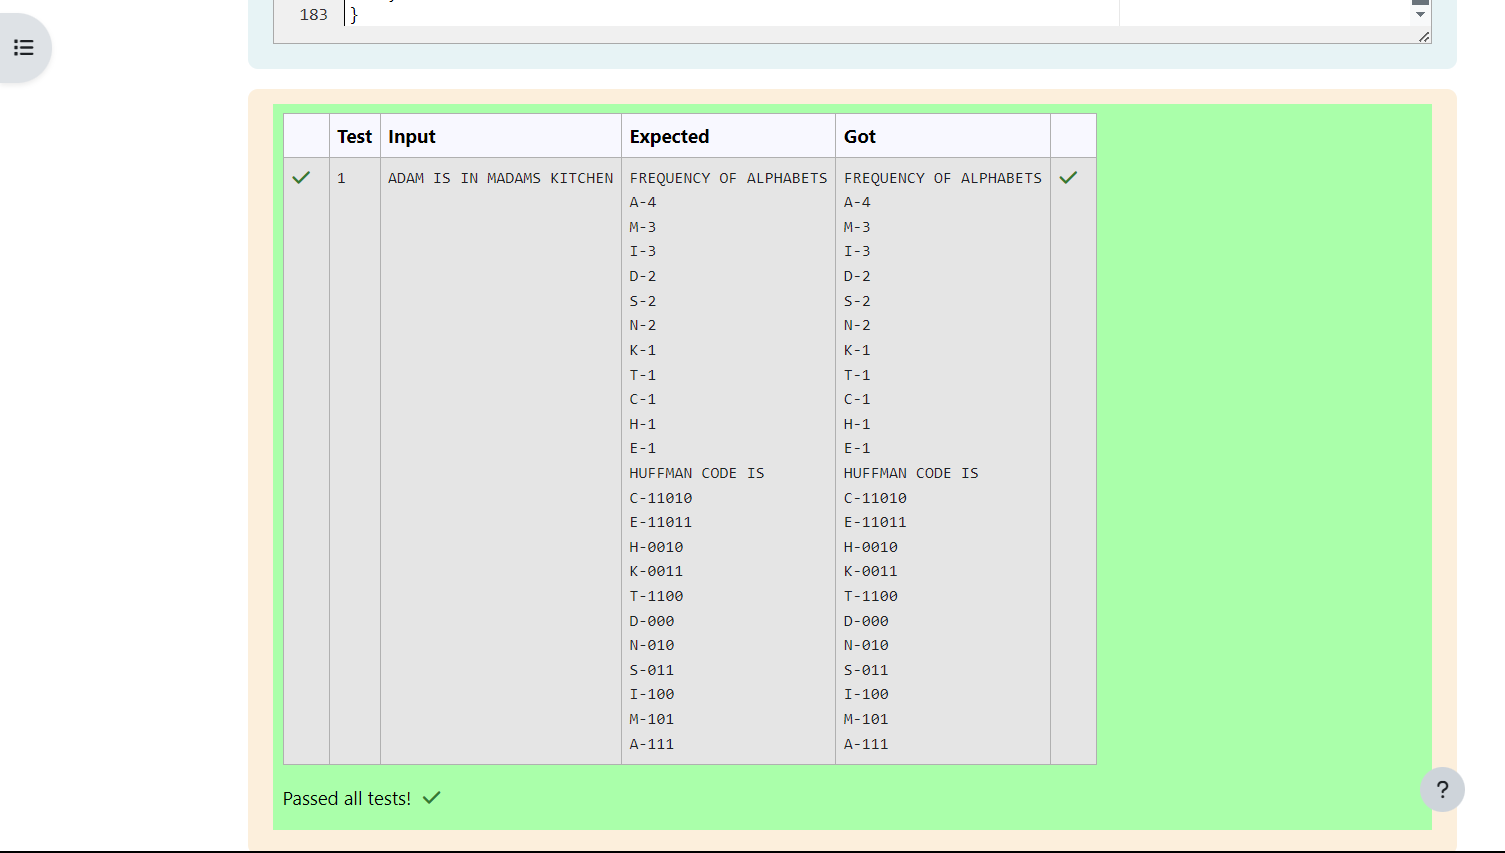 183 }
Test Input Expected Got
1 ADAM IS IN MADAMS KITCHEN FREQUENCY OF ALPHABETS FREQUENCY OF ALPHABETS
A-4 A-4
M-3 M-3
I-3 I-3
D-2 D-2
S-2 S-2
N-2 N-2
K-1 K-1
T-1 T-1
C-1 C-1
H-1 H-1
E-1 E-1
HUFFMAN CODE IS HUFFMAN CODE IS
C-11010 C-11010
E-11011 E-11011
H-0010 H-0010
K-0011 K-0011
T-1100 T-1100
D-000 D-000
N-010 N-010
S-011 S-011
I-100 I-100
M-101 M-101
A-111 A-111
Passed all tests!
?